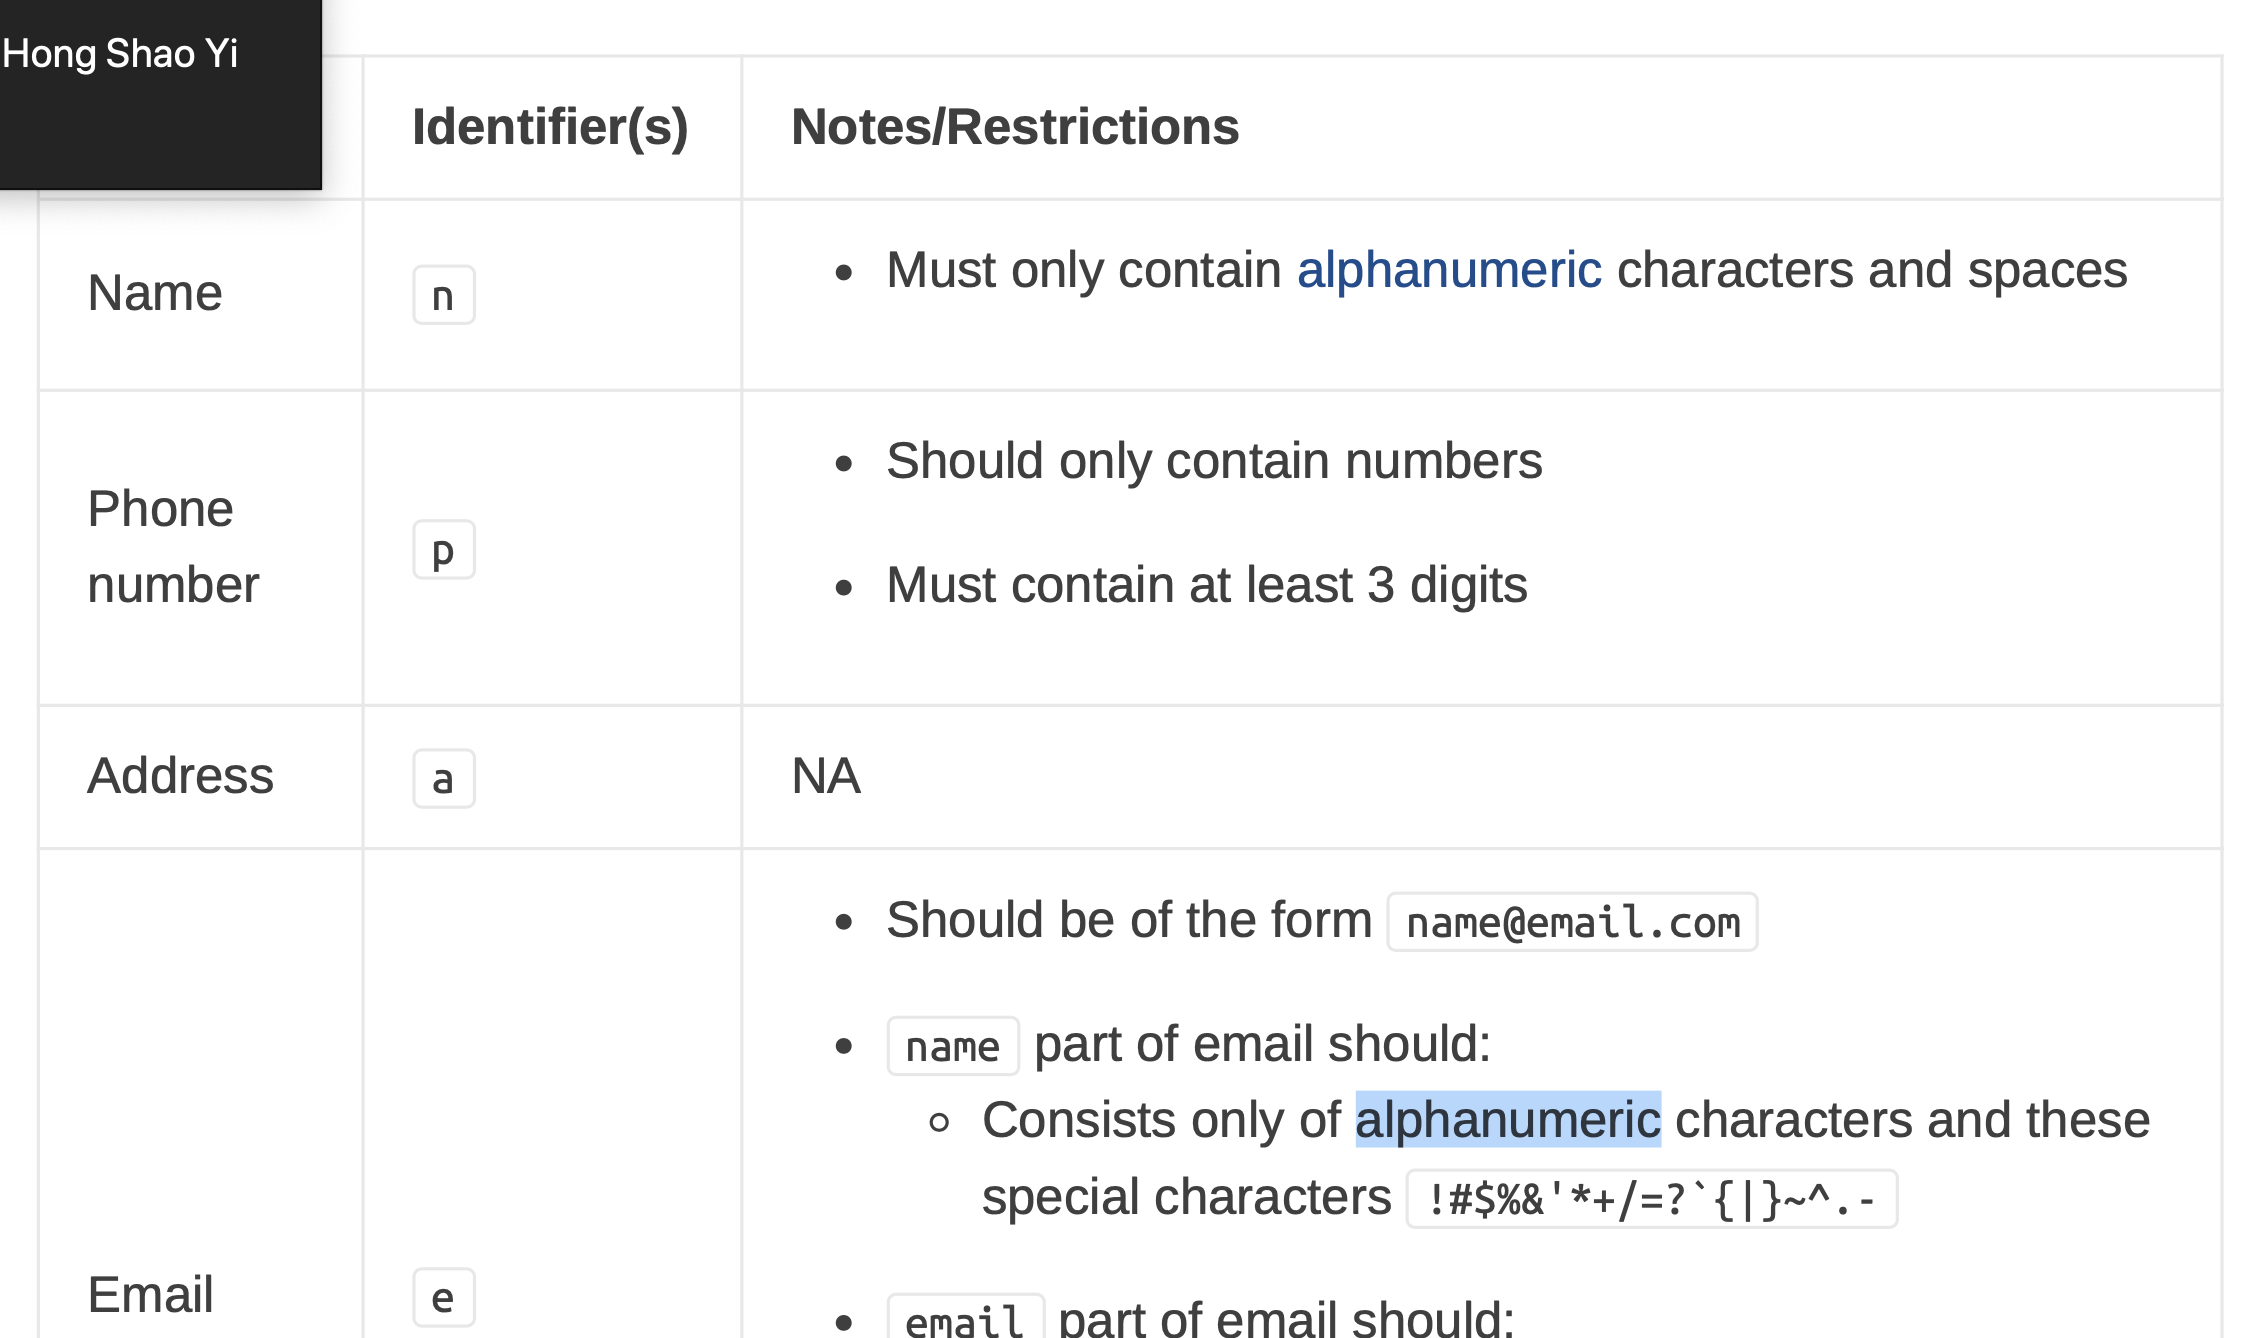 Hong Shao Yi
Identifier(s) Notes/Restrictions
Name n • Must only contain alphanumeric characters and spaces
Phone number p • Should only contain numbers
• Must contain at least 3 digits
Address a NA
• Should be of the form name@email.com
• name part of email should:
◦ Consists only of alphanumeric characters and these
special characters !#$%&'*+/=?`{|}~^.-
Email e
• email part of email should: